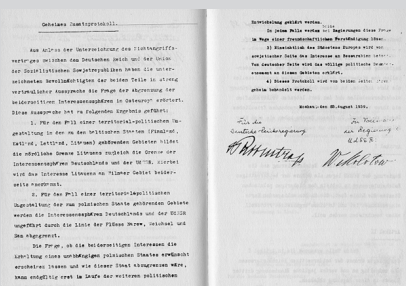 Geheimes Zusatzprotokoll.
Aus Anlass der Unterzeichnung des Nichtangriffs-
vertrages zwischen dem Deutschen Reich und der Union
der Sozialistischen Sowjetrepubliken haben die unter-
zeichneten Bevollmächtigten der beiden Teile in streng
vertraulicher Aussprache die Frage der Abgrenzung der
beiderseitigen Interessenssphären in Osteuropa erörtert.
Diese Aussprache hat zu folgendem Ergebnis geführt:
1. Für den Fall einer territorial-politischen Um-
gestaltung in den zu den baltischen Staaten (Finnland,
Estland, Lettland, Litauen) gehörenden Gebieten bildet
die nördliche Grenze Litauens zugleich die Grenze der
Interessenssphären Deutschlands und der UdSSR. Hierbei
wird das Interesse Litauens am Wilnaer Gebiet beider-
seits anerkannt.
2. Für den Fall einer territorial-politischen
Umgestaltung der zum polnischen Staate gehörenden Gebiete
werden die Interessenssphären Deutschlands und der UdSSR
ungefähr durch die Linie der Flüsse Narew, Weichsel und
San abgegrenzt.
Die Frage, ob die beiderseitigen Interessen die
Erhaltung eines unabhängigen polnischen Staates erwünscht
erscheinen lassen und wie dieser Staat abzugrenzen wäre,
kann endgültig erst im Laufe der weiteren politischen
Entwickelung geklärt werden.
In jedem Falle werden beide Regierungen diese Frage
im Wege einer freundschaftlichen Verständigung lösen.
3) Hinsichtlich des Südostens Europas wird von
sowjetischer Seite das Interesse an Bessarabien
Von deutscher Seite wird das völlige politische
an diesen Gebieten erklärt.
4) Dieses Protokoll wird von beiden Seiten
geheim behandelt werden.
Moskau, den 23. August 1939.
Für die
Deutsche Reichsregierung
In
der Regierung
UdSSR